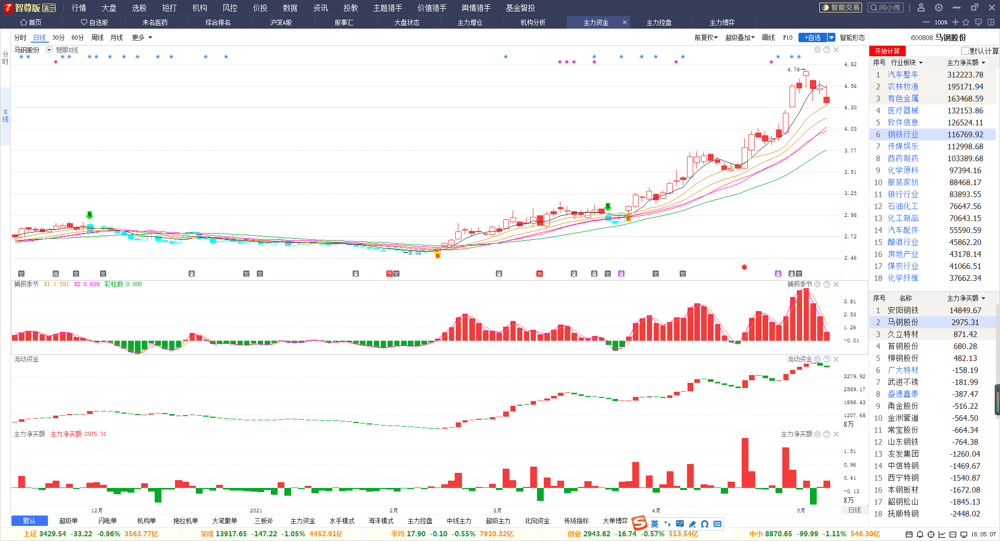 智尊版 演示 行情 大盘 选股 短打 机构 风控 价投 数据 资讯 投教 主题猎手 价值猎手 舆情猎手 基金智投 智能交易 问小传
首页 自选股 未名医药 综合排名 沪深A股 股事汇 大盘状态 主力增仓 机构分析 主力资金 主力控盘 主力博弈 100%
分时 日线 30分 60分 周线 月线 更多 前复权 超级叠加 画线 F10 +自选 智能形态 600808 马钢股份
分时
K线
马钢股份 慧眼K线
开始计算 默认计算
序号 行业板块 主力净买额
1 汽车整车 312223.78
2 农林牧渔 195171.94
3 有色金属 163468.59
4 医疗器械 132153.86
5 软件信息 126524.11
6 钢铁行业 116769.92
7 传媒娱乐 112998.68
8 西药制药 103389.68
9 化学原料 97394.16
10 服装家纺 88468.17
11 银行行业 83893.55
12 石油化工 76647.56
13 化工制品 70643.15
14 汽车配件 55590.59
15 酿酒行业 45862.20
16 房地产业 43178.14
17 煤炭行业 41066.51
18 化学纤维 37662.34
4.82
4.76
4.56
4.30
4.03
3.77
3.51
3.25
2.98
2.72
2.46
S
S
B
B
捕捞季节 X1:1.591 X2:0.839 彩柱数:0.000 捕捞季节
3.81
2.53
1.26
-0.01
流动资金 流动资金
3279.92
2589.17
1898.43
1207.68
X万
主力净买额 主力净买额:2975.31 主力净买额
1.51
0.96
0.41
-0.13
X万
12月 2021 2月 3月 4月 5月 日线
序号 名称 主力净买额
1 安阳钢铁 14849.67
2 马钢股份 2975.31
3 久立特材 871.42
4 首钢股份 680.28
5 柳钢股份 482.13
6 广大特材 -158.19
7 武进不锈 -181.99
8 盛德鑫泰 -387.47
9 甬金股份 -516.22
10 金洲管道 -564.50
11 常宝股份 -664.34
12 山东钢铁 -764.38
13 友发集团 -1260.04
14 中信特钢 -1469.67
15 西宁特钢 -1540.87
16 本钢板材 -1672.08
17 韶钢松山 -1845.13
18 抚顺特钢 -2448.02
默认 超级单 闪电单 机构单 拖拉机单 大笔撤单 三板斧 主力资金 水手模式 海洋模式 主力控盘 中线主力 超级主力 北向资金 传统指标 大单博弈 英
上证 3429.54 -33.22 -0.96% 3563.77亿 深成 13917.65 -147.22 -1.05% 4452.91亿 平均 17.90 -0.10 -0.55% 7910.32亿 创业 2943.62 -16.74 -0.57% 513.54亿 中小 8870.65 -99.99 -1.11% 546.30亿 16:05:07